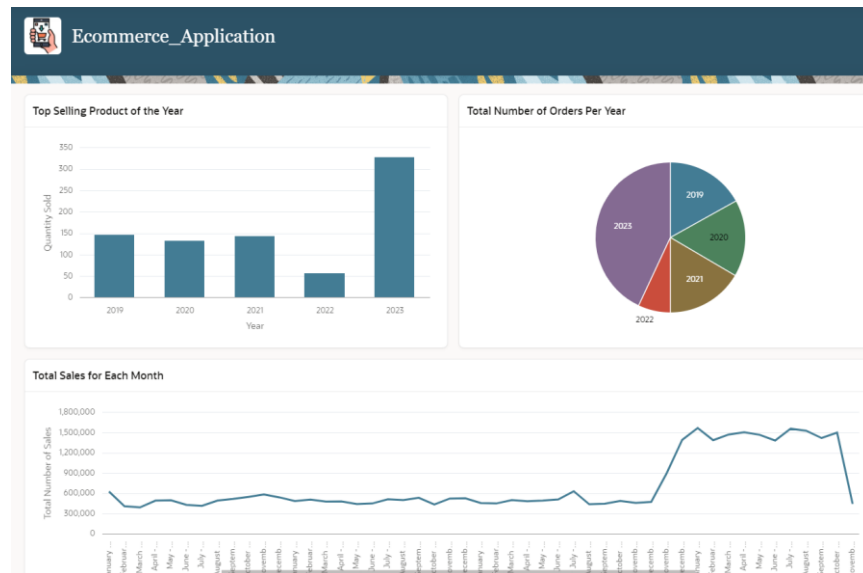 Ecommerce_Application
Top Selling Product of the Year
350
300
250
200
150
100
50
0
Quantity Sold
2019
2020
2021
2022
2023
Year
Total Number of Orders Per Year
2019
2020
2021
2022
2023
Total Sales for Each Month
1,800,000
1,500,000
1,200,000
900,000
600,000
300,000
0
Total Number of Sales
March ...
April - ...
May - ...
June - ...
July - ...
March ...
April - ...
May - ...
June - ...
July - ...
March ...
April - ...
May - ...
June - ...
July - ...
March ...
April - ...
May - ...
June - ...
July - ...